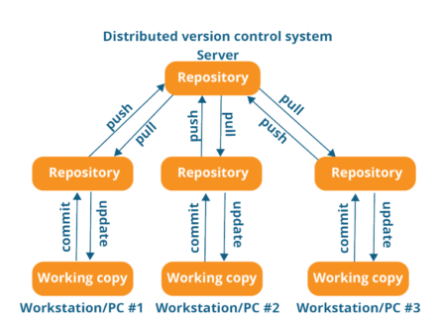 Distributed version control system
Server
Repository
push
pull
push
pull
push
pull
Repository
Repository
Repository
commit
update
commit
update
commit
update
Working copy
Working copy
Working copy
Workstation/PC #1
Workstation/PC #2
Workstation/PC #3